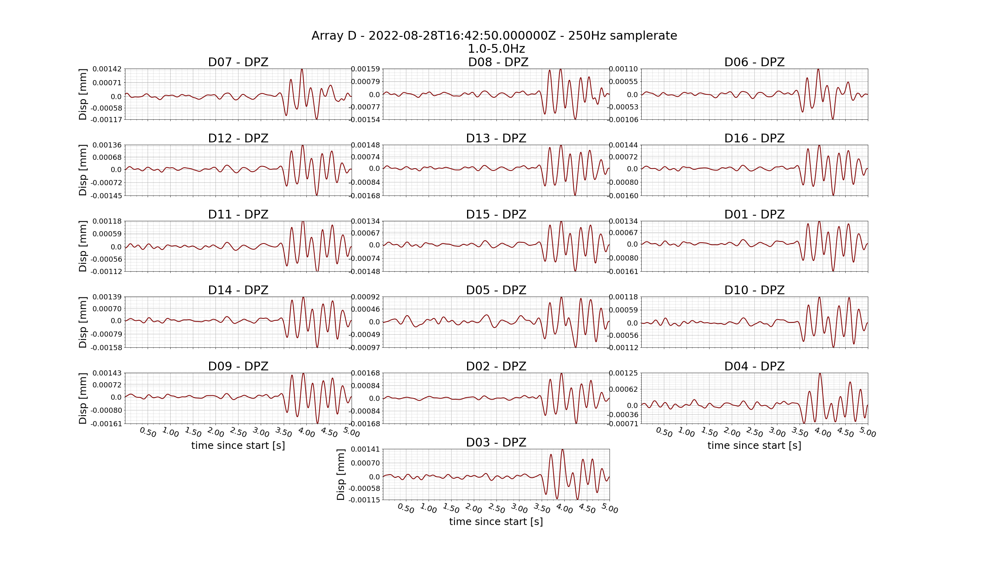 Array D - 2022-08-28T16:42:50.000000Z - 250Hz samplerate
1.0-5.0Hz
D07 - DPZ
Disp [mm]
0.00142
0.00071
0.0
-0.00058
-0.00117
D08 - DPZ
0.00159
0.00079
0.0
-0.00077
-0.00154
D06 - DPZ
0.00110
0.00055
0.0
-0.00053
-0.00106
D12 - DPZ
Disp [mm]
0.00136
0.00068
0.0
-0.00072
-0.00145
D13 - DPZ
0.00148
0.00074
0.0
-0.00084
-0.00168
D16 - DPZ
0.00144
0.00072
0.0
-0.00080
-0.00160
D11 - DPZ
Disp [mm]
0.00118
0.00059
0.0
-0.00056
-0.00112
D15 - DPZ
0.00134
0.00067
0.0
-0.00074
-0.00148
D01 - DPZ
0.00134
0.00067
0.0
-0.00080
-0.00161
D14 - DPZ
Disp [mm]
0.00139
0.00070
0.0
-0.00079
-0.00158
D05 - DPZ
0.00092
0.00046
0.0
-0.00049
-0.00097
D10 - DPZ
0.00118
0.00059
0.0
-0.00056
-0.00112
D09 - DPZ
Disp [mm]
0.00143
0.00072
0.0
-0.00080
-0.00161
0.50 1.00 1.50 2.00 2.50 3.00 3.50 4.00 4.50 5.00
time since start [s]
D02 - DPZ
0.00168
0.00084
0.0
-0.00084
-0.00168
D04 - DPZ
0.00125
0.00062
0.0
-0.00036
-0.00071
0.50 1.00 1.50 2.00 2.50 3.00 3.50 4.00 4.50 5.00
time since start [s]
D03 - DPZ
Disp [mm]
0.00141
0.00070
0.0
-0.00058
-0.00115
0.50 1.00 1.50 2.00 2.50 3.00 3.50 4.00 4.50 5.00
time since start [s]